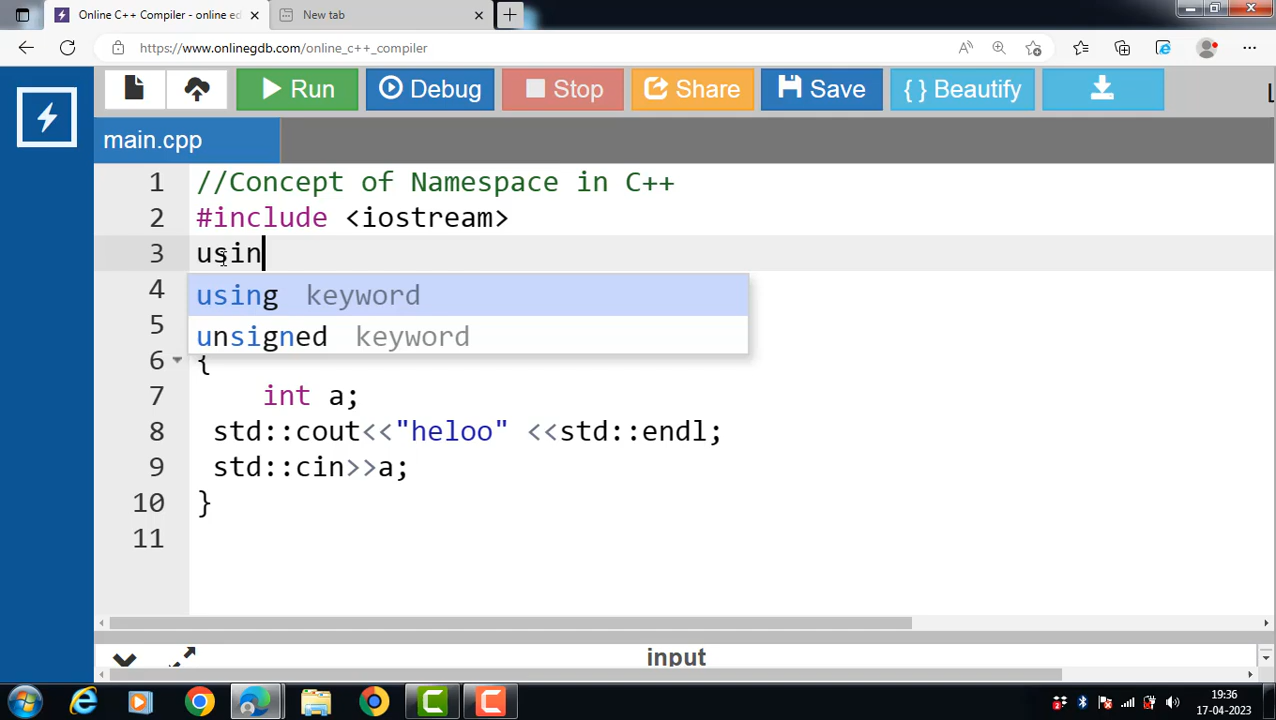 Online C++ Compiler - online ed
New tab
https://www.onlinegdb.com/online_c++_compiler
Run
Debug
Stop
Share
Save
{ } Beautify
main.cpp
1 //Concept of Namespace in C++
2 #include <iostream>
3 usin
4 using keyword
5 unsigned keyword
6 {
7 int a;
8 std::cout<<"heloo" <<std::endl;
9 std::cin>>a;
10 }
11
input
19:36
17-04-2023